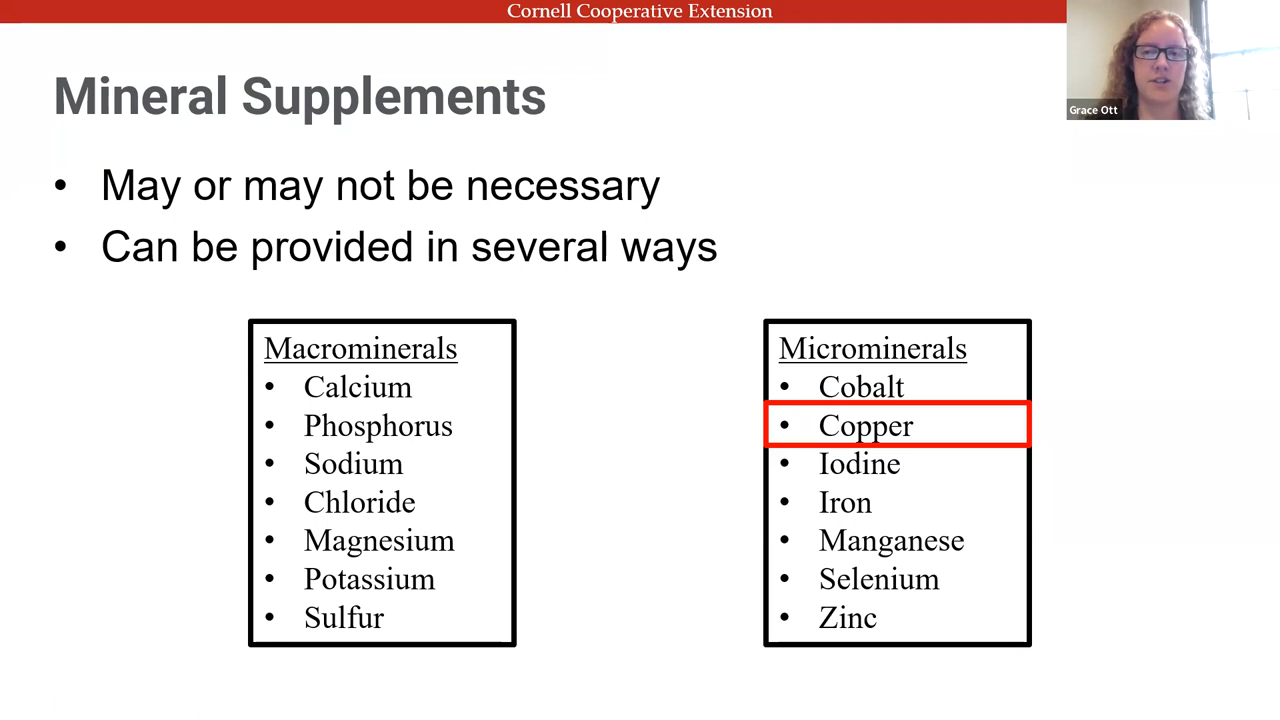 Cornell Cooperative Extension
Grace Ott
Mineral Supplements
• May or may not be necessary
• Can be provided in several ways
Macrominerals
• Calcium
• Phosphorus
• Sodium
• Chloride
• Magnesium
• Potassium
• Sulfur
Microminerals
• Cobalt
• Copper
• Iodine
• Iron
• Manganese
• Selenium
• Zinc